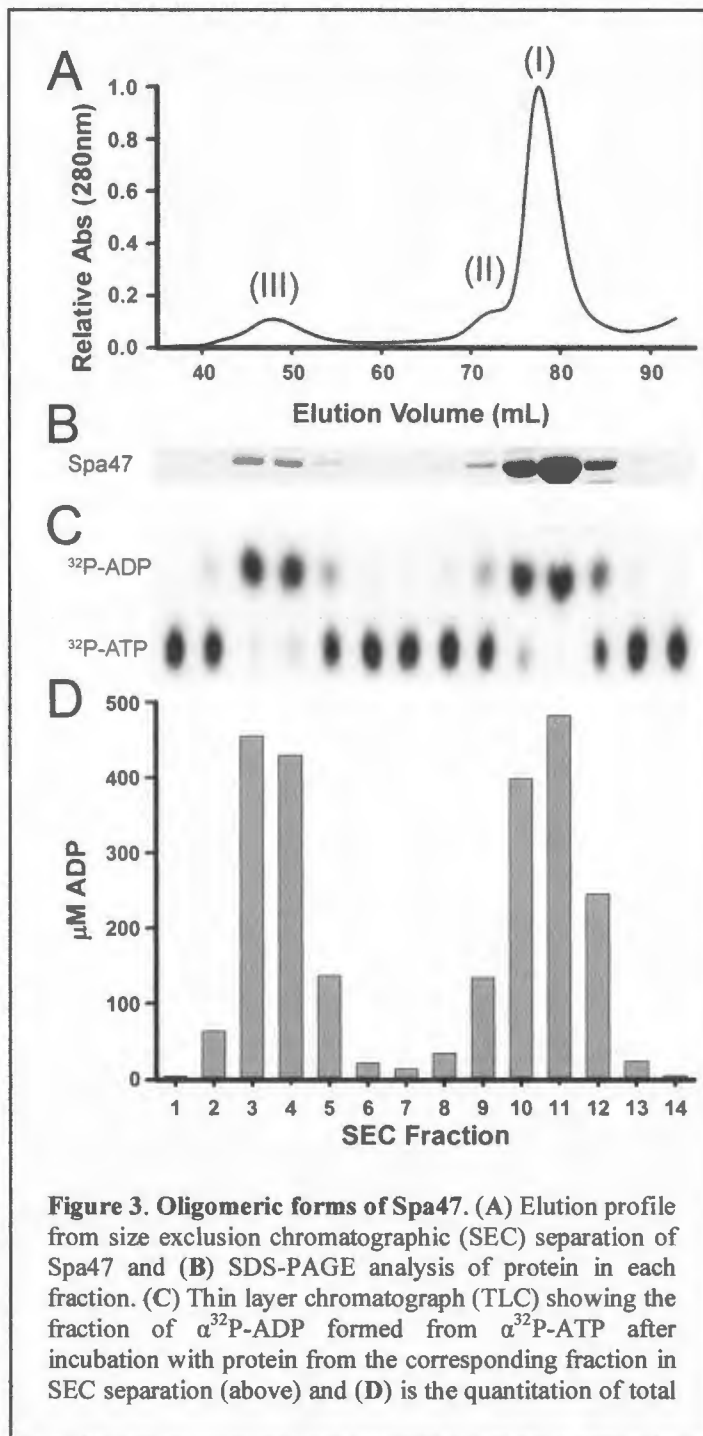 A
(I)
1.0
0.8
0.6
0.4
0.2
0.0
Relative Abs (280nm)
(III)
(II)
40 50 60 70 80 90
Elution Volume (mL)
B
Spa47
C
³²P-ADP
³²P-ATP
D
500
400
300
200
100
0
µM ADP
1 2 3 4 5 6 7 8 9 10 11 12 13 14
SEC Fraction
Figure 3. Oligomeric forms of Spa47. (A) Elution profile
from size exclusion chromatographic (SEC) separation of
Spa47 and (B) SDS-PAGE analysis of protein in each
fraction. (C) Thin layer chromatograph (TLC) showing the
fraction of α³²P-ADP formed from α³²P-ATP after
incubation with protein from the corresponding fraction in
SEC separation (above) and (D) is the quantitation of total